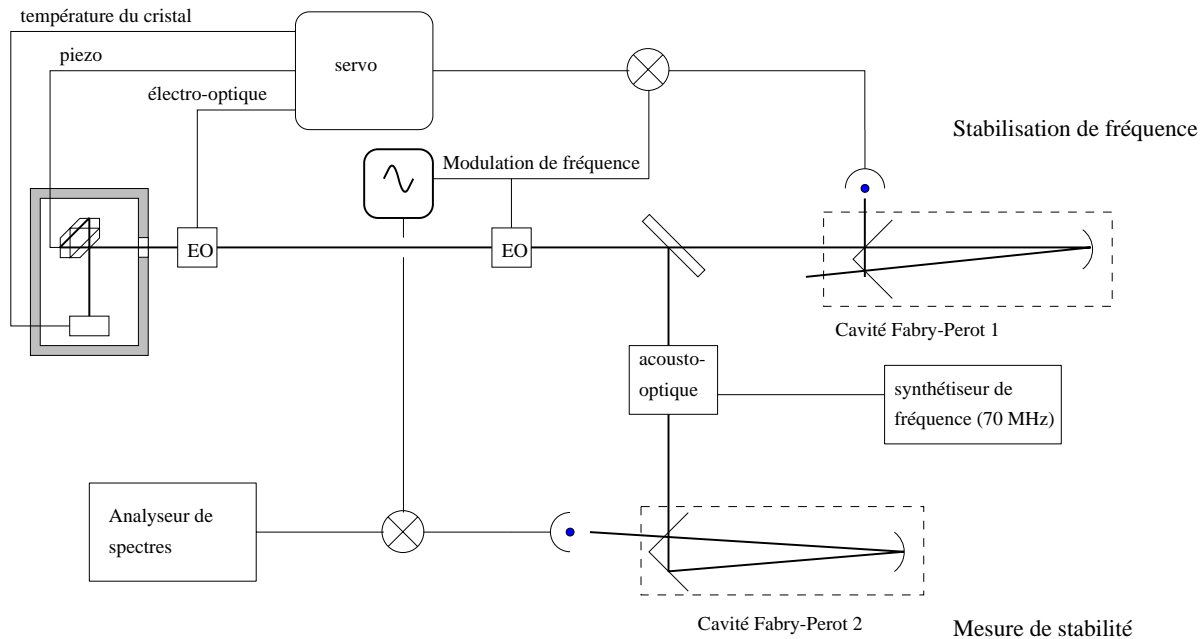 température du cristal
piezo
servo
électro-optique
Stabilisation de fréquence
Modulation de fréquence
EO
EO
Cavité Fabry-Perot 1
acousto-
optique
synthétiseur de
fréquence (70 MHz)
Analyseur de
spectres
Cavité Fabry-Perot 2
Mesure de stabilité